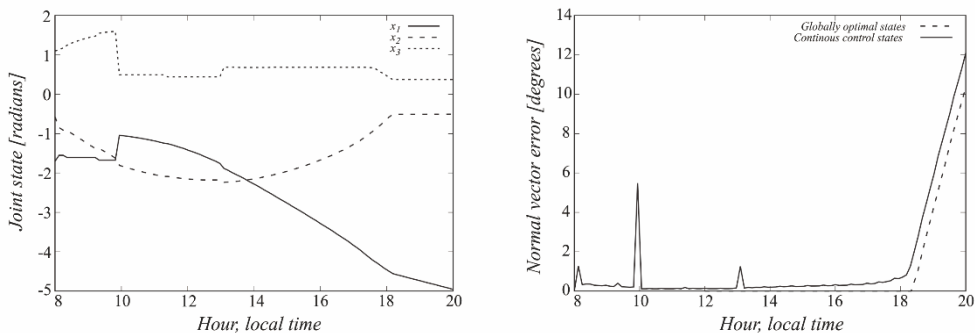 2
1
0
-1
-2
-3
-4
-5
8 10 12 14 16 18 20
Joint state [radians]
Hour, local time
x1
x2
x3
14
12
10
8
6
4
2
0
8 10 12 14 16 18 20
Normal vector error [degrees]
Hour, local time
Globally optimal states
Continous control states